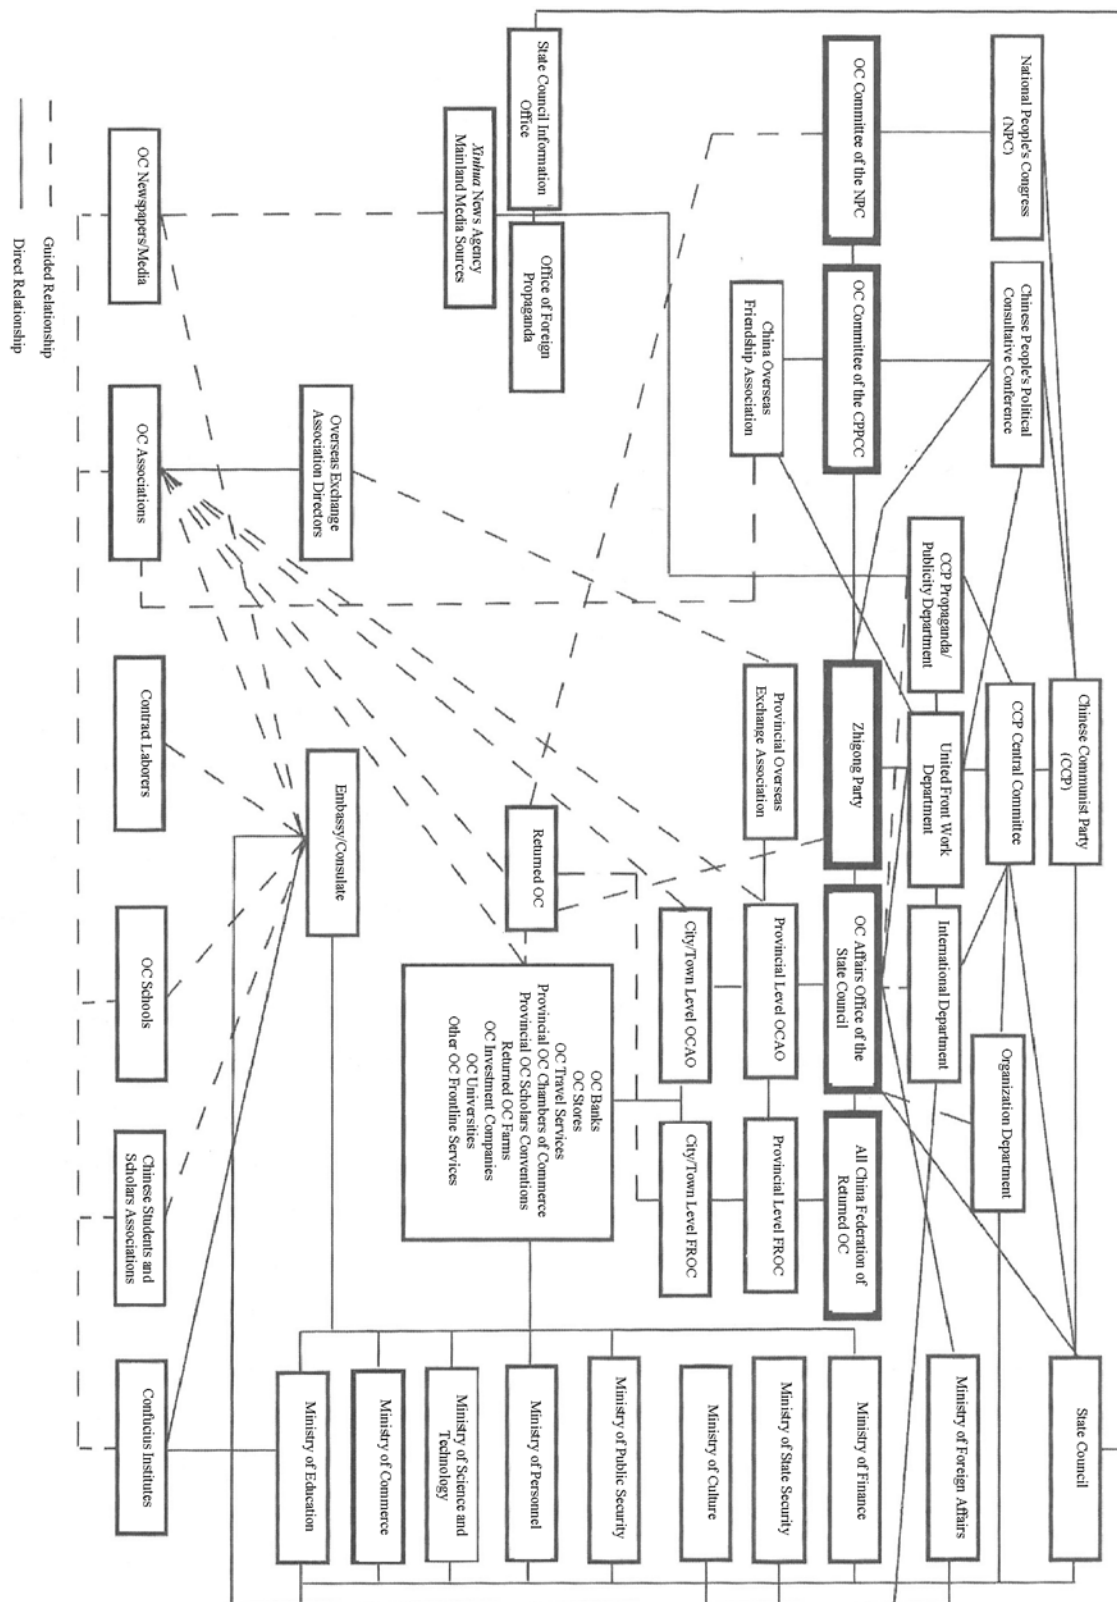 National People's Congress
(NPC)
Chinese People's Political
Consultative Conference
Chinese Communist Party
(CCP)
State Council
CCP Central Committee
Organization Department
CCP Propaganda/
Publicity Department
United Front Work
Department
International Department
Ministry of Foreign Affairs
OC Committee of the NPC
OC Committee of the CPPCC
Zhigong Party
OC Affairs Office of the
State Council
All China Federation of
Returned OC
Ministry of Finance
China Overseas
Friendship Association
Provincial Overseas
Exchange Association
Provincial Level OCAO
Provincial Level FROC
Ministry of State Security
City/Town Level OCAO
City/Town Level FROC
Ministry of Culture
Ministry of Public Security
State Council Information
Office
Office of Foreign
Propaganda
Returned OC
Ministry of Personnel
Xinhua News Agency
Mainland Media Sources
OC Banks
OC Stores
OC Travel Services
Provincial OC Chambers of Commerce
Provincial OC Scholars Conventions
Returned OC Farms
OC Investment Companies
OC Universities
Other OC Frontline Services
Ministry of Science and
Technology
Ministry of Commerce
Overseas Exchange
Association Directors
Embassy/Consulate
Ministry of Education
OC Newspapers/Media
OC Associations
Contract Laborers
OC Schools
Chinese Students and
Scholars Associations
Confucius Institutes
Guided Relationship
Direct Relationship